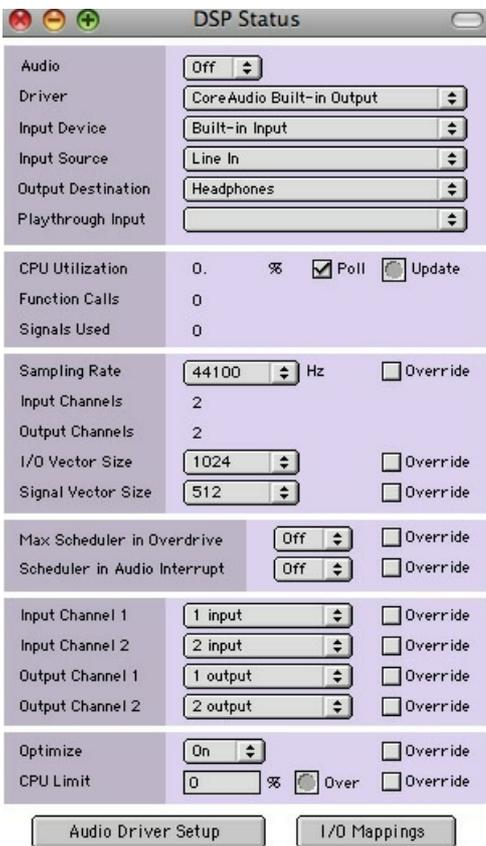 DSP Status
Audio Off
Driver CoreAudio Built-in Output
Input Device Built-in Input
Input Source Line In
Output Destination Headphones
Playthrough Input
CPU Utilization 0. % Poll Update
Function Calls 0
Signals Used 0
Sampling Rate 44100 Hz Override
Input Channels 2
Output Channels 2
I/O Vector Size 1024 Override
Signal Vector Size 512 Override
Max Scheduler in Overdrive Off Override
Scheduler in Audio Interrupt Off Override
Input Channel 1 1 input Override
Input Channel 2 2 input Override
Output Channel 1 1 output Override
Output Channel 2 2 output Override
Optimize On Override
CPU Limit 0 % Over Override
Audio Driver Setup I/O Mappings